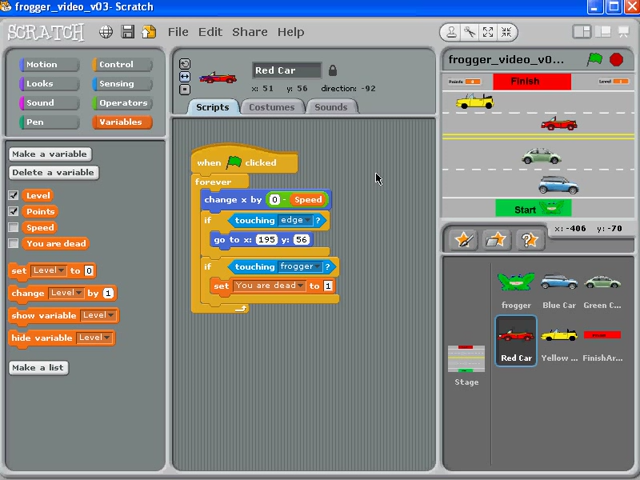 frogger_video_v03- Scratch
SCRATCH
File Edit Share Help
Motion Control
Looks Sensing
Sound Operators
Pen Variables
Make a variable
Delete a variable
Level
Points
Speed
You are dead
set Level to 0
change Level by 1
show variable Level
hide variable Level
Make a list
Red Car
x: 51 y: 56 direction: -92
Scripts Costumes Sounds
when clicked
forever
change x by 0 - Speed
if touching edge ?
go to x: 195 y: 56
if touching frogger ?
set You are dead to 1
frogger_video_v0...
Points
Finish
Level
Start
x: -406 y: -70
frogger Blue Car Green C...
Red Car Yellow ... FinishAr...
Stage